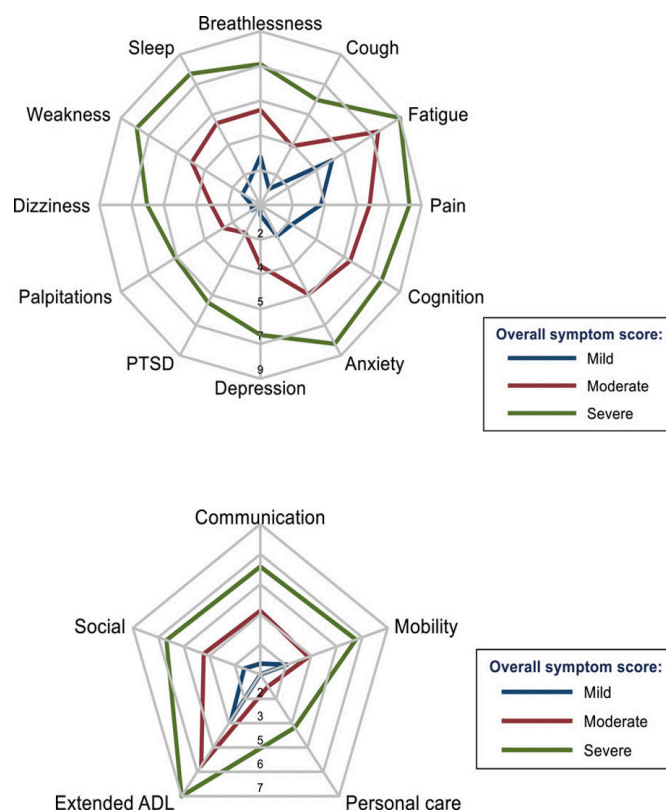 Breathlessness
Sleep
Cough
Weakness
Fatigue
Dizziness
Pain
2
4
5
7
9
Palpitations
Cognition
PTSD
Anxiety
Depression
Overall symptom score:
Mild
Moderate
Severe
Communication
Social
Mobility
2
3
5
6
7
Extended ADL
Personal care
Overall symptom score:
Mild
Moderate
Severe